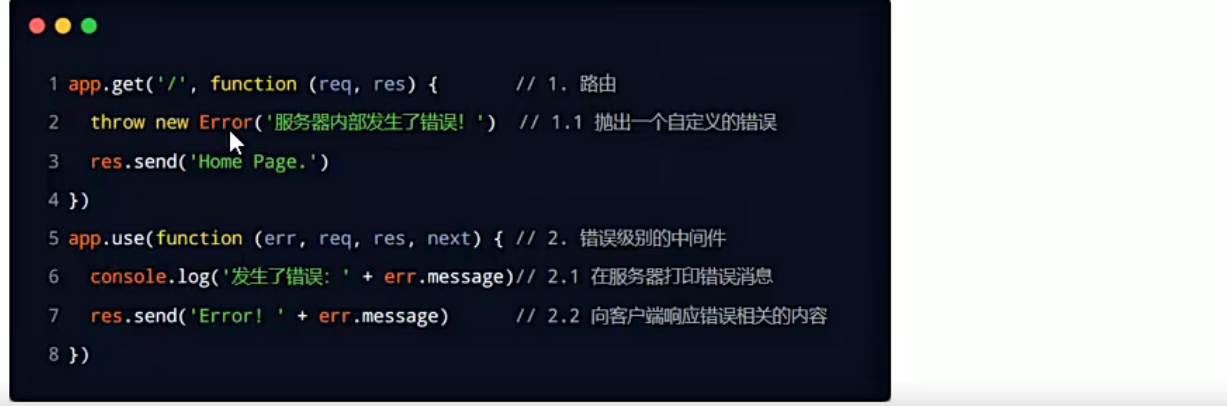 1 app.get('/', function (req, res) { // 1. 路由
2 throw new Error('服务器内部发生了错误！') // 1.1 抛出一个自定义的错误
3 res.send('Home Page.')
4 })
5 app.use(function (err, req, res, next) { // 2. 错误级别的中间件
6 console.log('发生了错误：' + err.message)// 2.1 在服务器打印错误消息
7 res.send('Error! ' + err.message) // 2.2 向客户端响应错误相关的内容
8 })